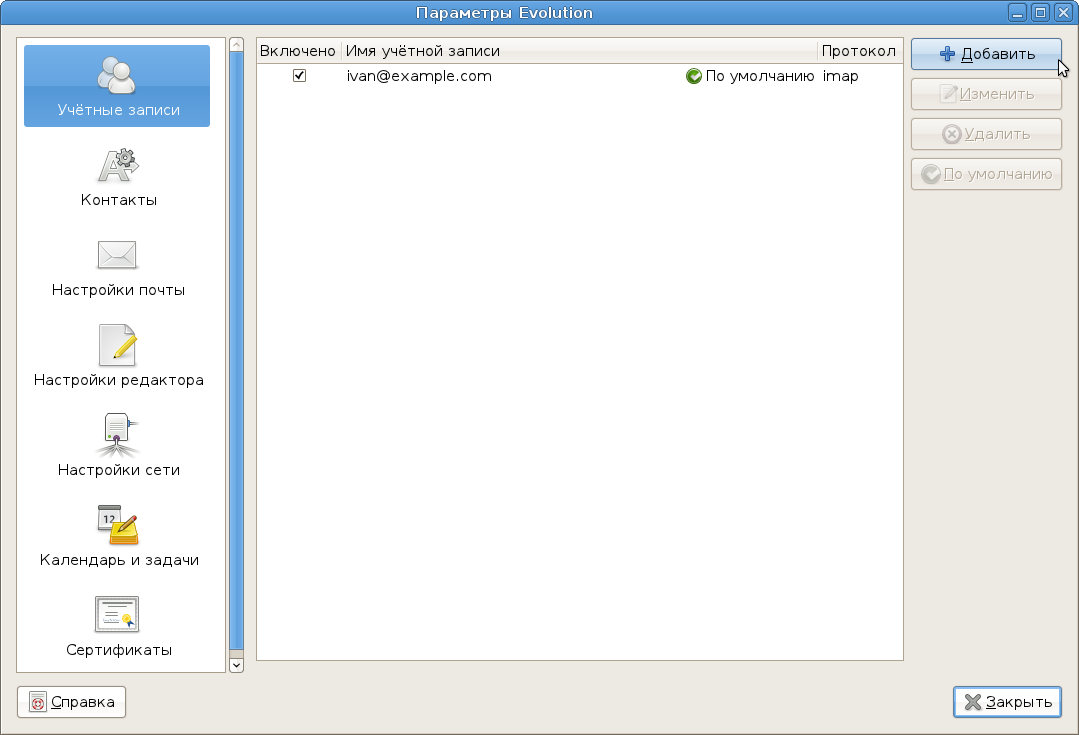 Параметры Evolution
Учётные записи
Контакты
Настройки почты
Настройки редактора
Настройки сети
12
Календарь и задачи
Сертификаты
Включено Имя учётной записи Протокол
ivan@example.com По умолчанию imap
Добавить
Изменить
Удалить
По умолчанию
Справка
Закрыть